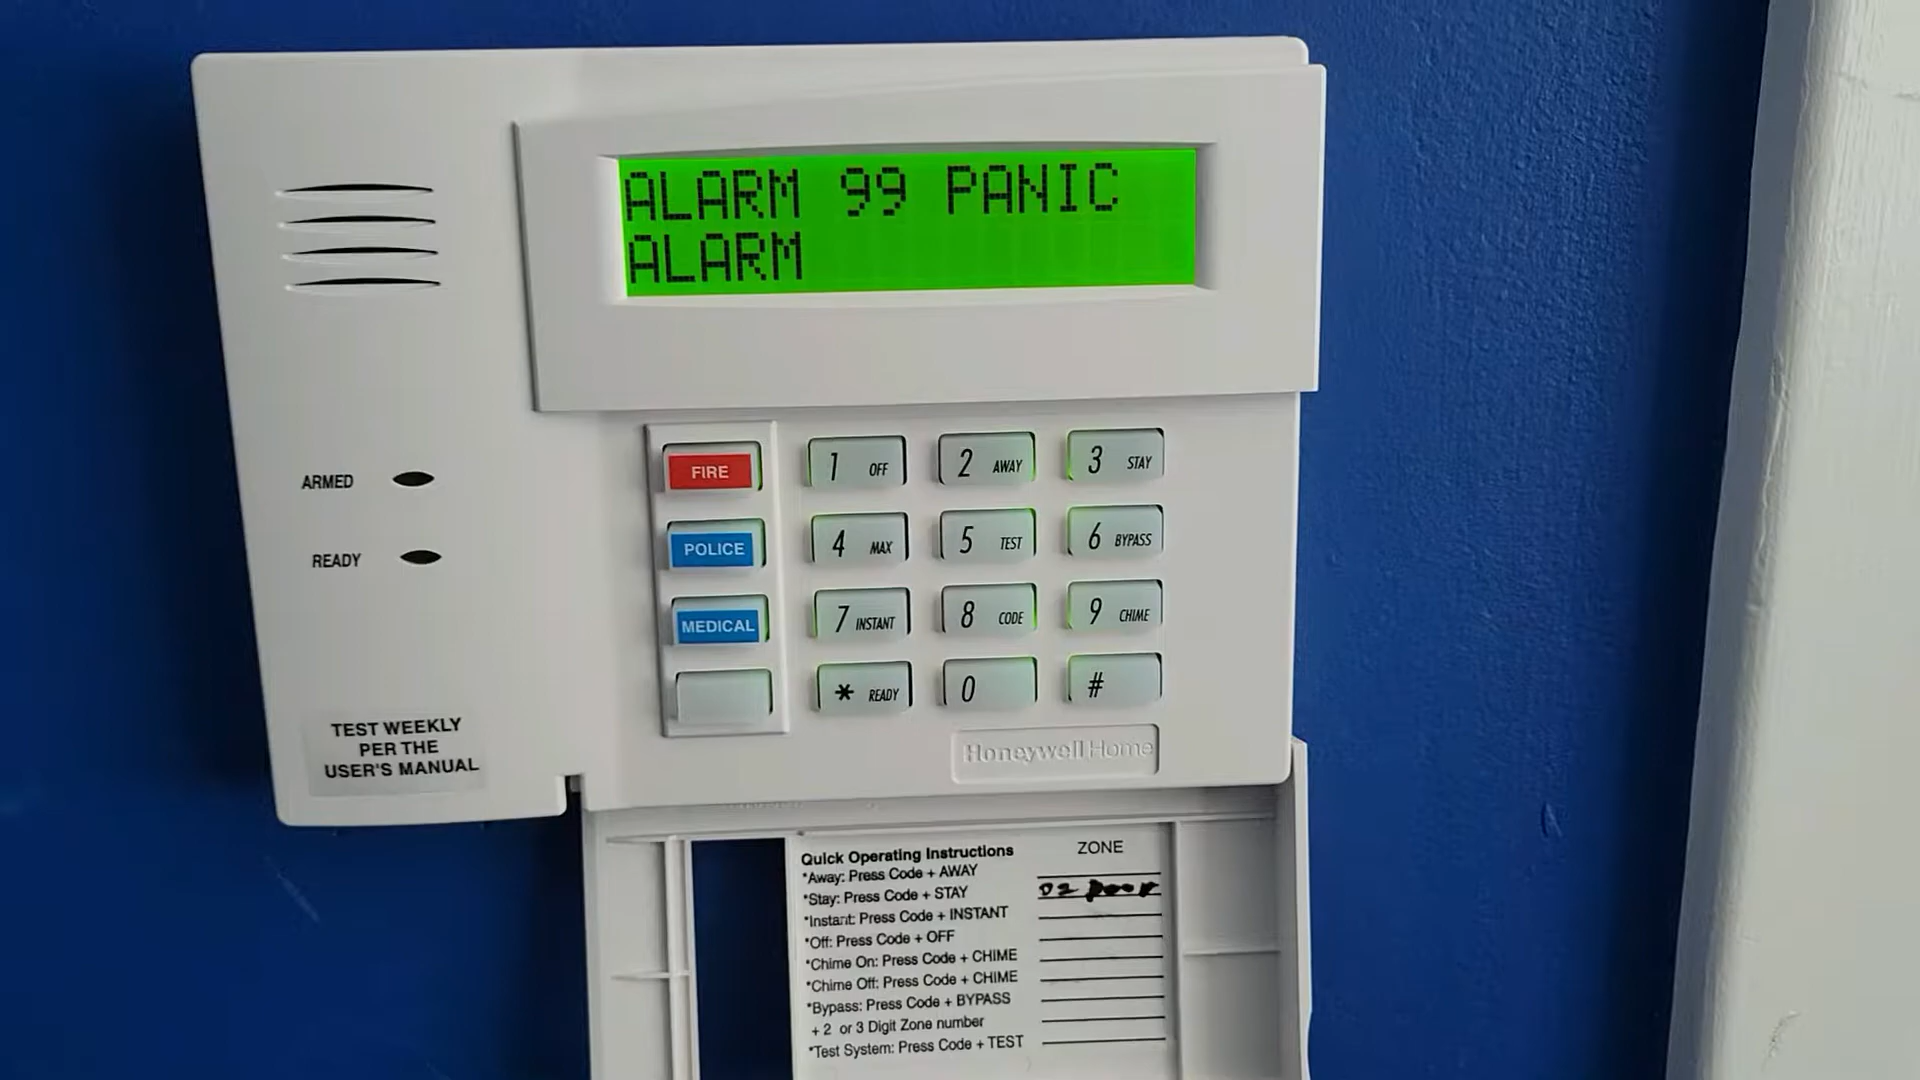 ALARM 99 PANIC
ALARM
ARMED
READY
FIRE
POLICE
MEDICAL
1 OFF
2 AWAY
3 STAY
4 MAX
5 TEST
6 BYPASS
7 INSTANT
8 CODE
9 CHIME
* READY
0
#
Honeywell Home
TEST WEEKLY
PER THE
USER'S MANUAL
Quick Operating Instructions
*Away: Press Code + AWAY
*Stay: Press Code + STAY
*Instant: Press Code + INSTANT
*Off: Press Code + OFF
*Chime On: Press Code + CHIME
*Chime Off: Press Code + CHIME
*Bypass: Press Code + BYPASS
+ 2 or 3 Digit Zone number
*Test System: Press Code + TEST
ZONE
02 Door